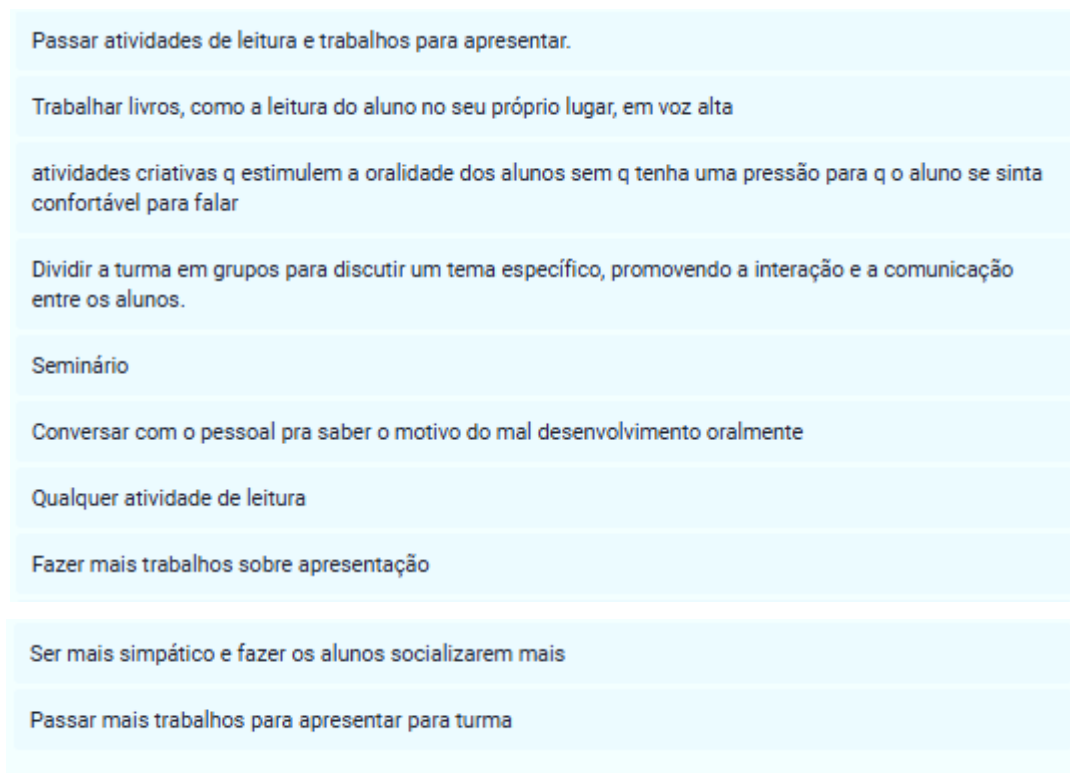 Passar atividades de leitura e trabalhos para apresentar.
Trabalhar livros, como a leitura do aluno no seu próprio lugar, em voz alta
atividades criativas q estimulem a oralidade dos alunos sem q tenha uma pressão para q o aluno se sinta
confortável para falar
Dividir a turma em grupos para discutir um tema específico, promovendo a interação e a comunicação
entre os alunos.
Seminário
Conversar com o pessoal pra saber o motivo do mal desenvolvimento oralmente
Qualquer atividade de leitura
Fazer mais trabalhos sobre apresentação
Ser mais simpático e fazer os alunos socializarem mais
Passar mais trabalhos para apresentar para turma